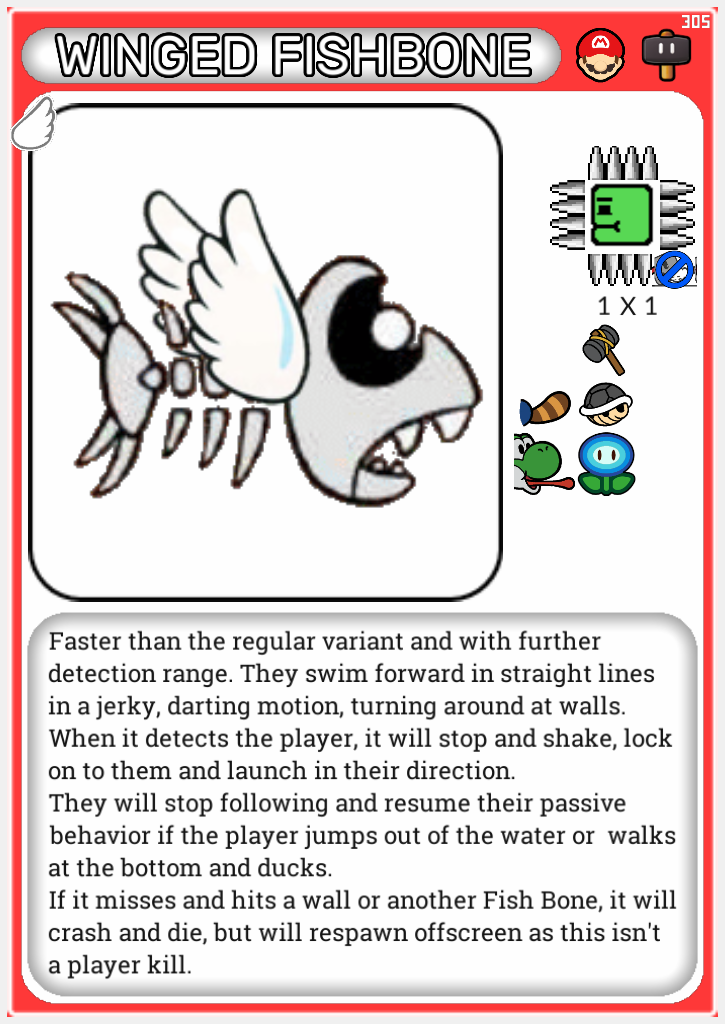 305
WINGED FISHBONE
1 X 1
Faster than the regular variant and with further
detection range. They swim forward in straight lines
in a jerky, darting motion, turning around at walls.
When it detects the player, it will stop and shake, lock
on to them and launch in their direction.
They will stop following and resume their passive
behavior if the player jumps out of the water or  walks
at the bottom and ducks.
If it misses and hits a wall or another Fish Bone, it will
crash and die, but will respawn offscreen as this isn't
a player kill.